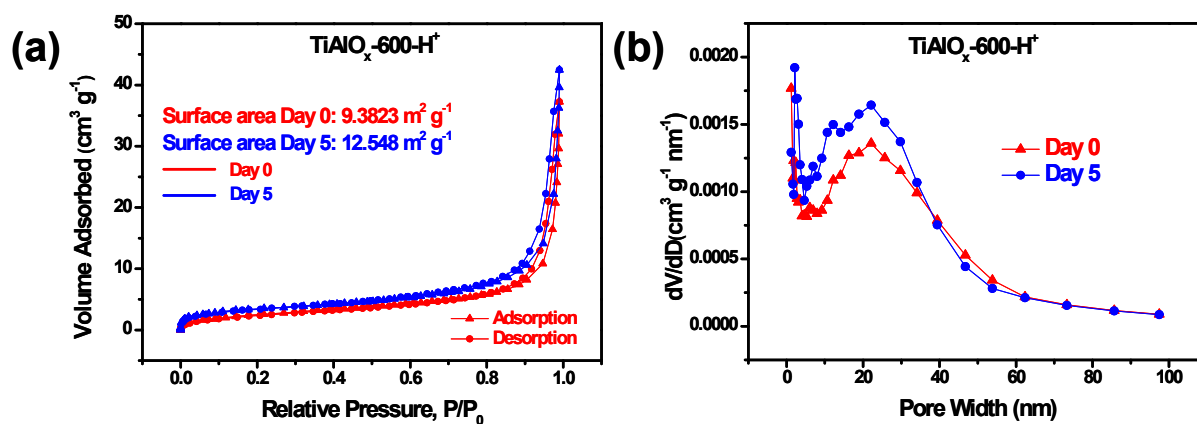 (a)
TiAlOₓ-600-H⁺
Surface area Day 0: 9.3823 m² g⁻¹
Surface area Day 5: 12.548 m² g⁻¹
Day 0
Day 5
Adsorption
Desorption
50
40
30
20
10
0
0.0 0.2 0.4 0.6 0.8 1.0
Volume Adsorbed (cm³ g⁻¹)
Relative Pressure, P/P₀
(b)
TiAlOₓ-600-H⁺
Day 0
Day 5
0.0020
0.0015
0.0010
0.0005
0.0000
0 20 40 60 80 100
dV/dD(cm³ g⁻¹ nm⁻¹)
Pore Width (nm)